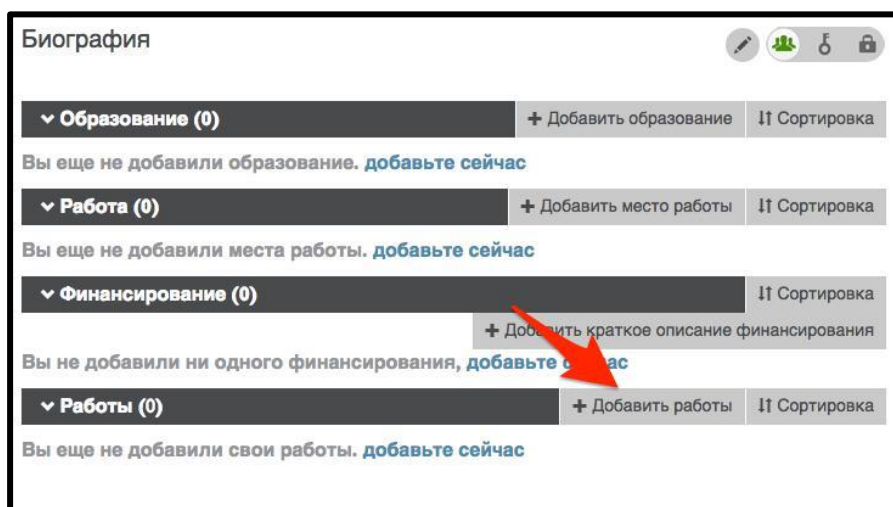 Биография
Образование (0) + Добавить образование Сортировка
Вы еще не добавили образование. добавьте сейчас
Работа (0) + Добавить место работы Сортировка
Вы еще не добавили места работы. добавьте сейчас
Финансирование (0) Сортировка
+ Добавить краткое описание финансирования
Вы не добавили ни одного финансирования, добавьте сейчас
Работы (0) + Добавить работы Сортировка
Вы еще не добавили свои работы. добавьте сейчас